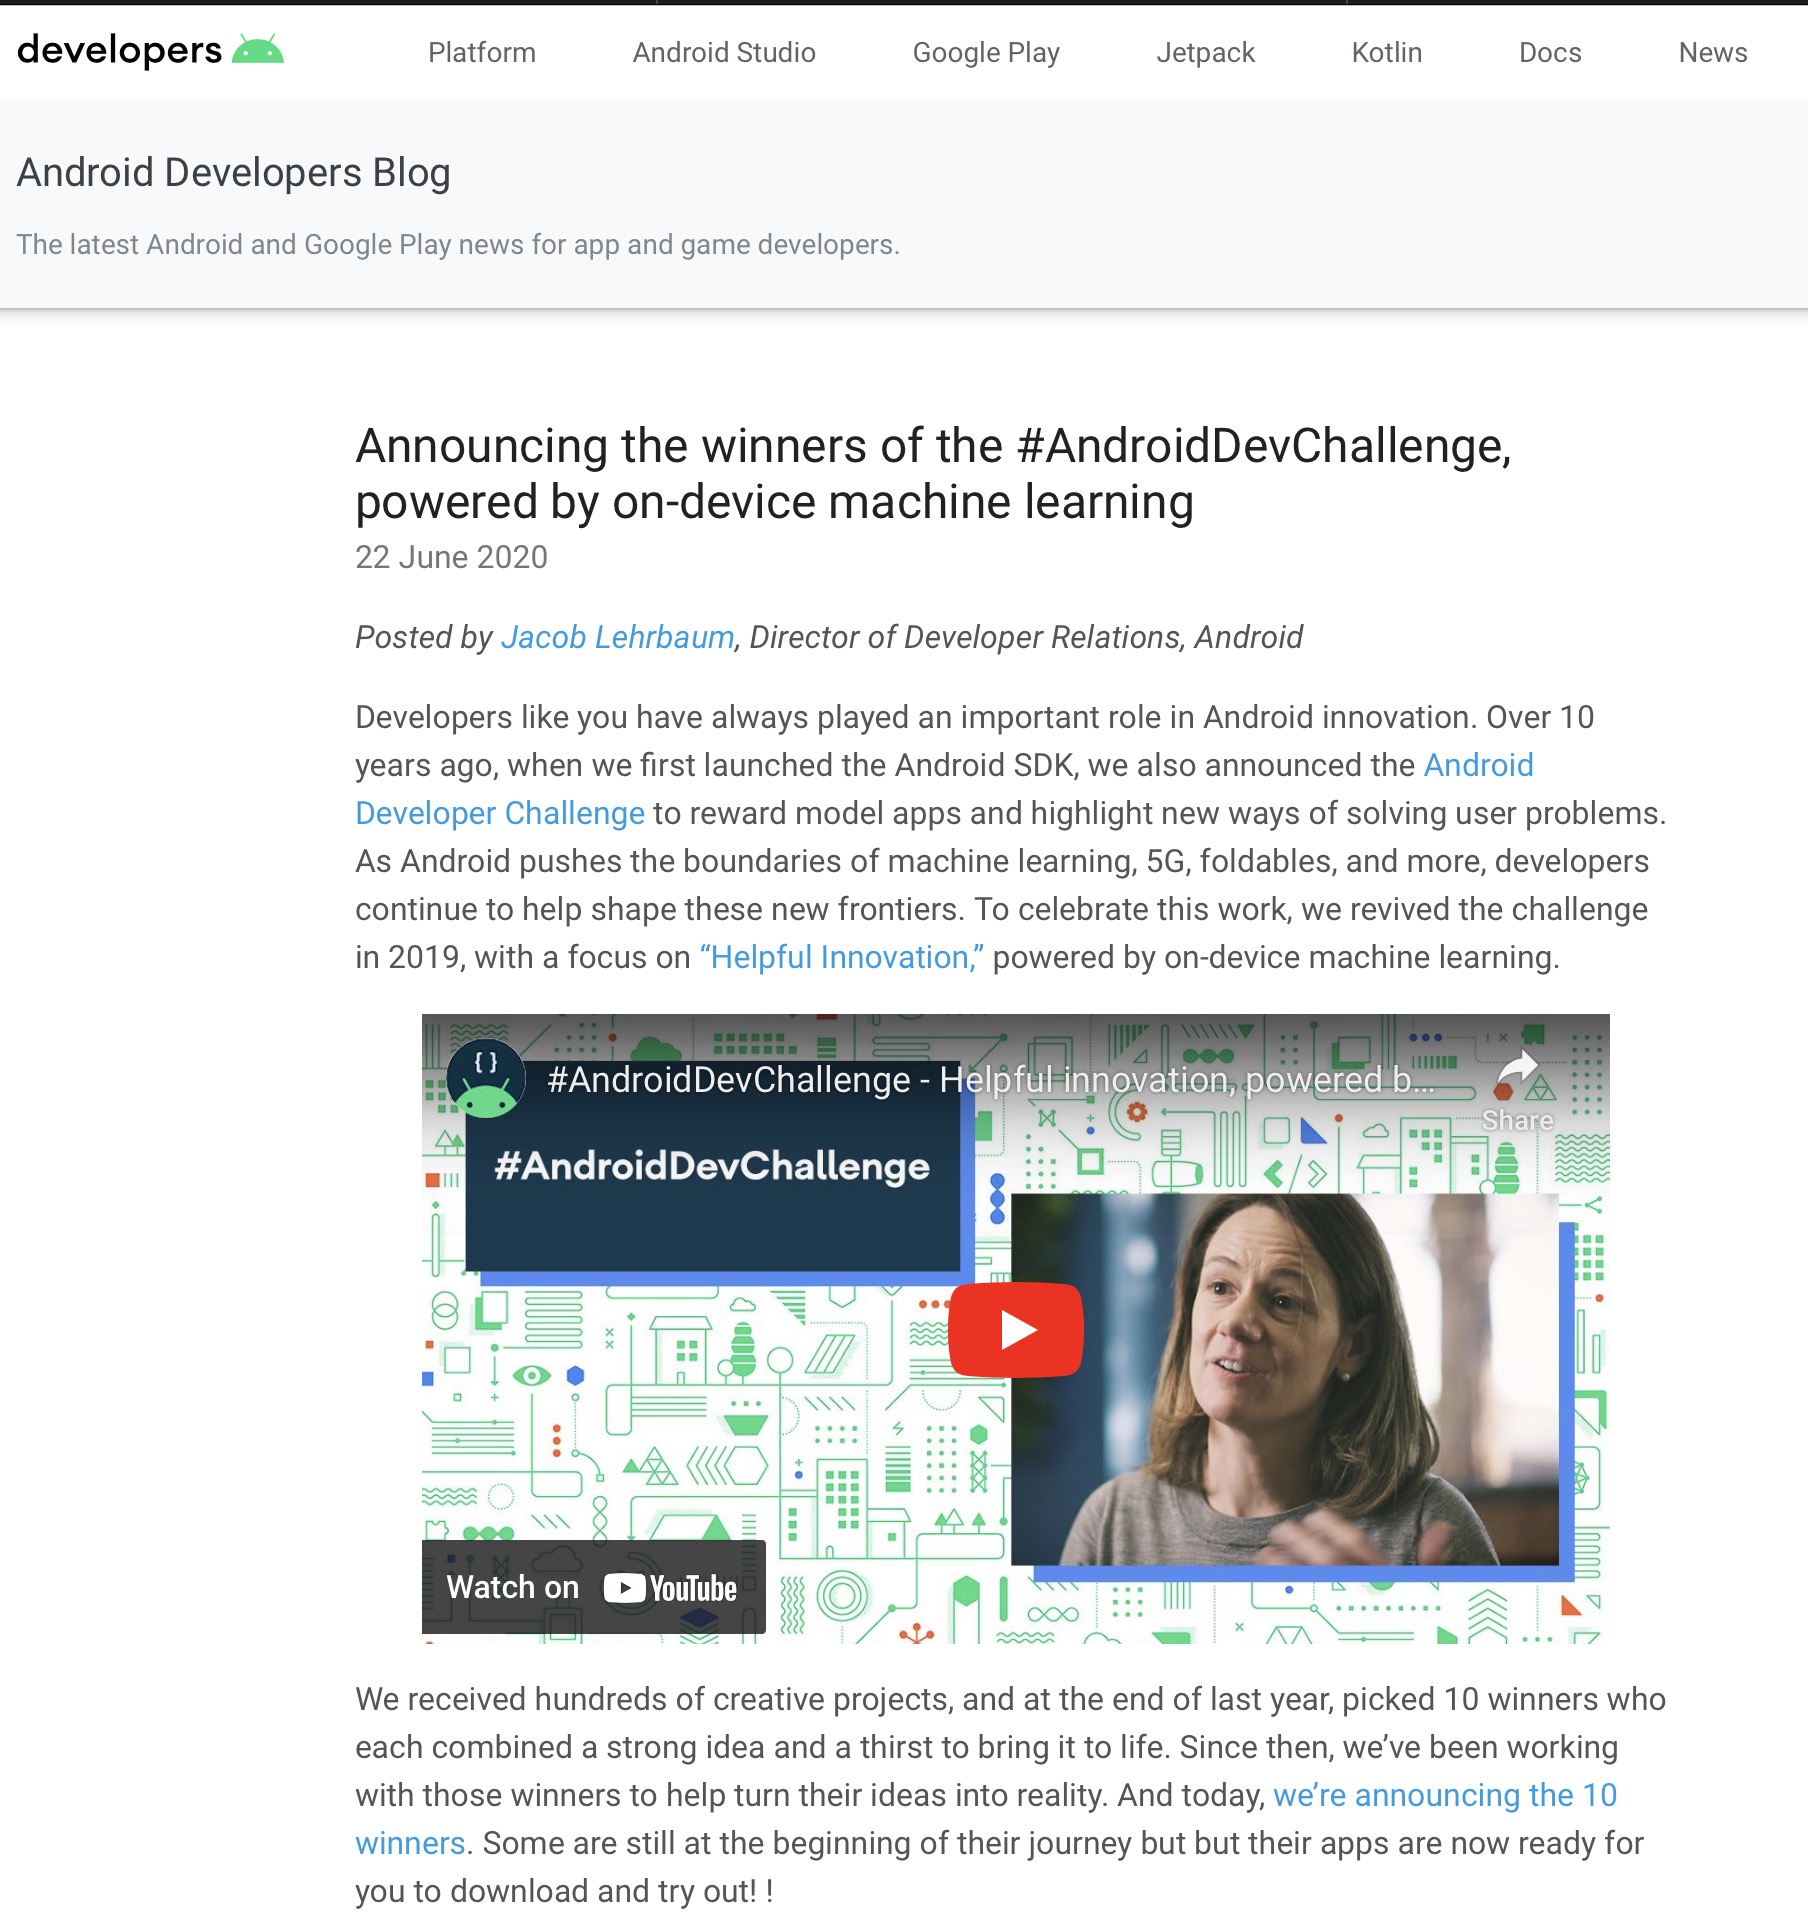 developers
Platform
Android Studio
Google Play
Jetpack
Kotlin
Docs
News
Android Developers Blog
The latest Android and Google Play news for app and game developers.
Announcing the winners of the #AndroidDevChallenge,
powered by on-device machine learning
22 June 2020
Posted by Jacob Lehrbaum, Director of Developer Relations, Android
Developers like you have always played an important role in Android innovation. Over 10
years ago, when we first launched the Android SDK, we also announced the Android
Developer Challenge to reward model apps and highlight new ways of solving user problems.
As Android pushes the boundaries of machine learning, 5G, foldables, and more, developers
continue to help shape these new frontiers. To celebrate this work, we revived the challenge
in 2019, with a focus on “Helpful Innovation,” powered by on-device machine learning.
{ }
#AndroidDevChallenge - Helpful innovation, powered b...
Share
#AndroidDevChallenge
Watch on YouTube
We received hundreds of creative projects, and at the end of last year, picked 10 winners who
each combined a strong idea and a thirst to bring it to life. Since then, we’ve been working
with those winners to help turn their ideas into reality. And today, we’re announcing the 10
winners. Some are still at the beginning of their journey but but their apps are now ready for
you to download and try out! !